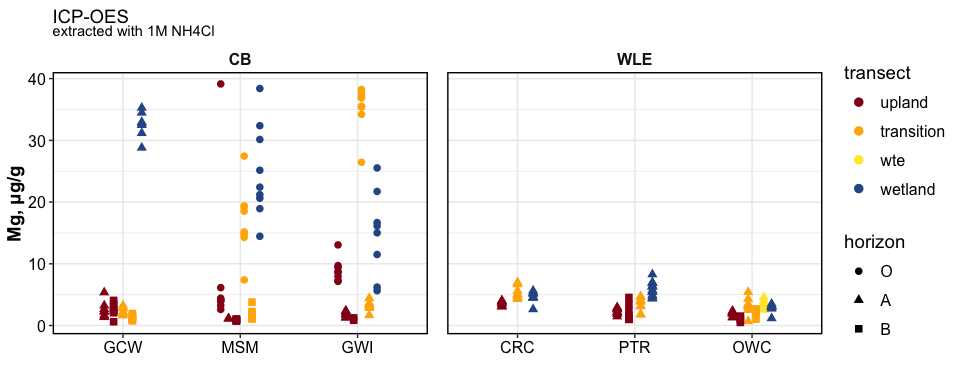 ICP-OES
extracted with 1M NH4Cl
CB
WLE
Mg, μg/g
40
30
20
10
0
GCW
MSM
GWI
CRC
PTR
OWC
transect
upland
transition
wte
wetland
horizon
O
A
B